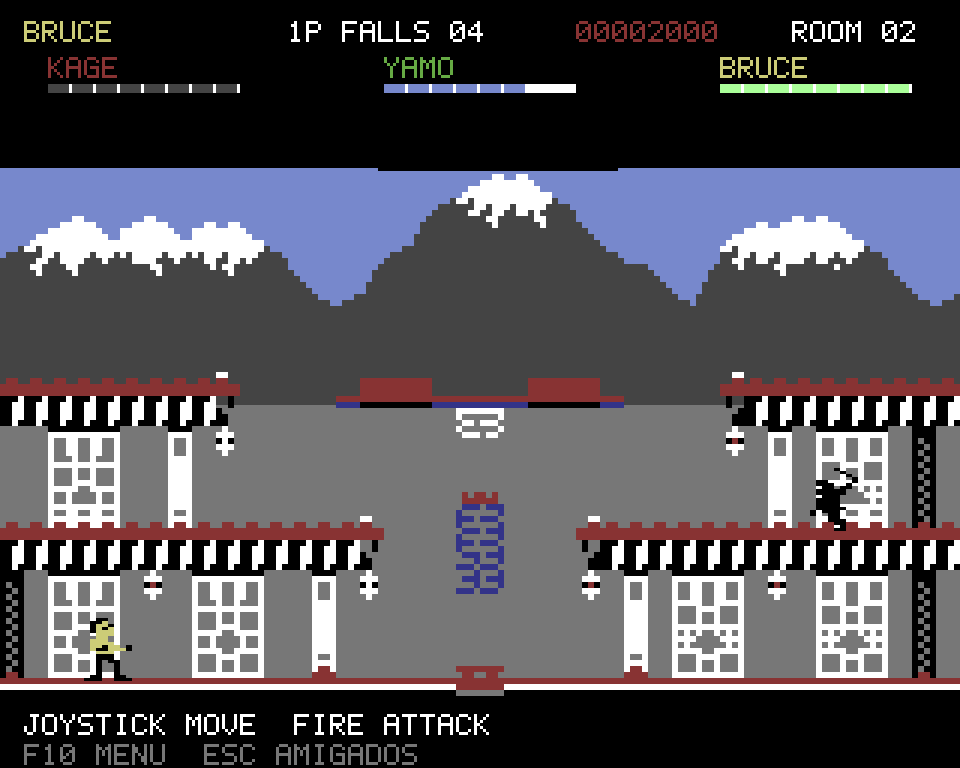 BRUCE 1P FALLS 04 00002000 ROOM 02
KAGE YAMO BRUCE
JOYSTICK MOVE FIRE ATTACK
F10 MENU ESC AMIGADOS